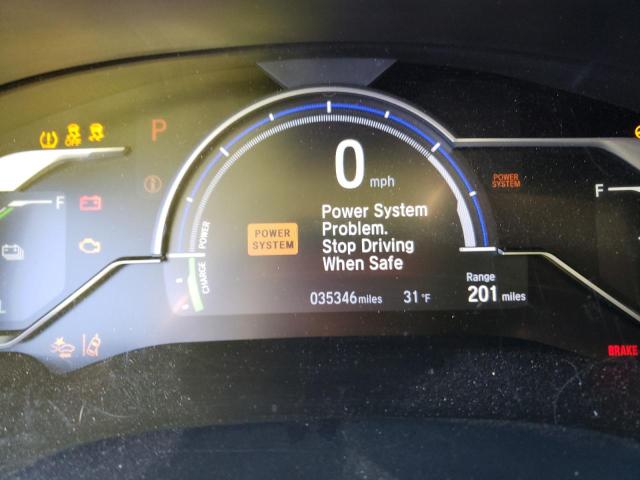 OFF
P
0 mph
POWER
SYSTEM
F
F
Power System
Problem.
Stop Driving
When Safe
POWER
SYSTEM
POWER
CHARGE
Range
035346 miles 31°F 201 miles
BRAKE